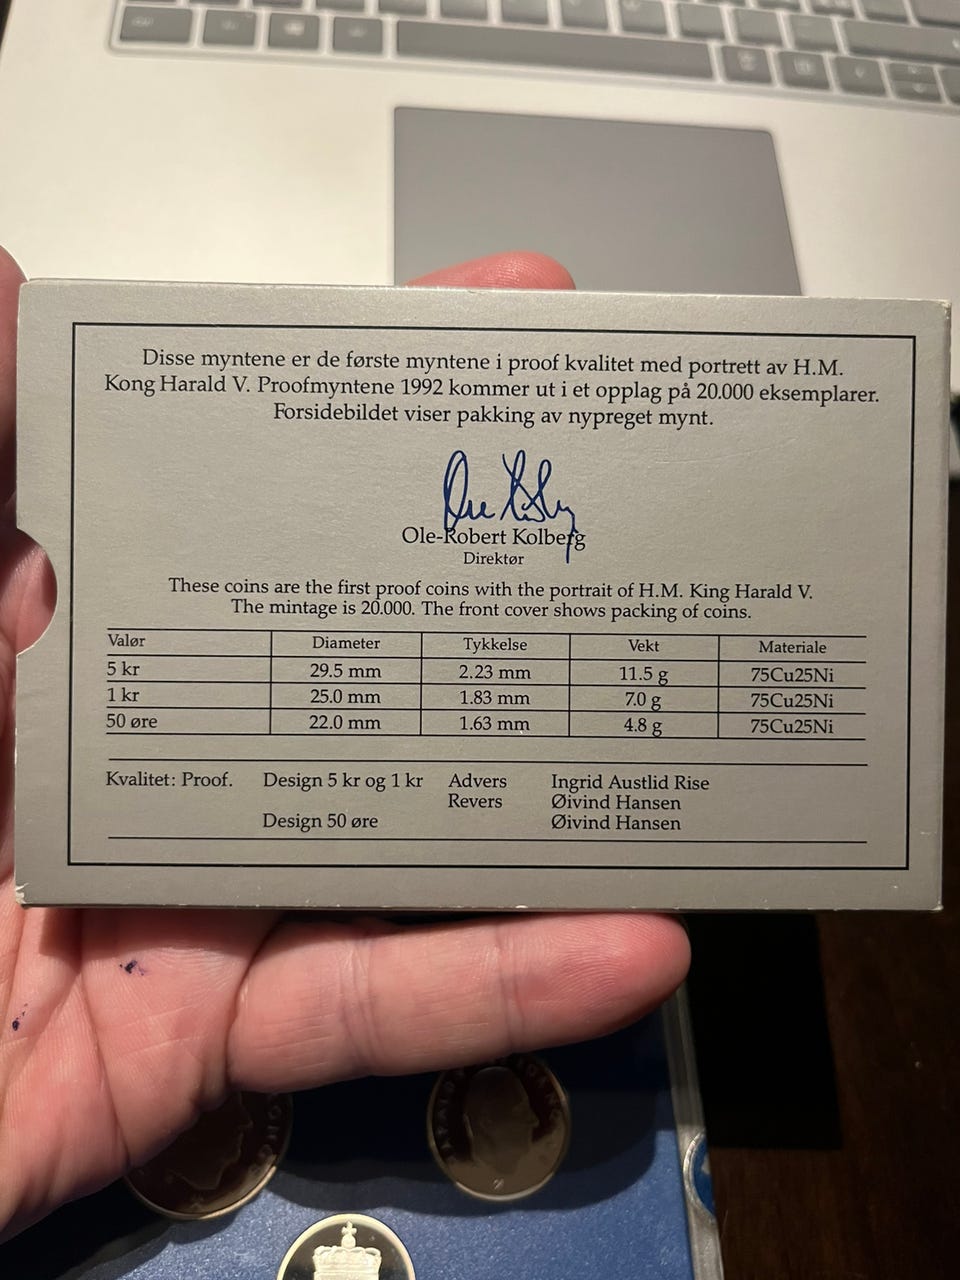 Disse myntene er de første myntene i proof kvalitet med portrett av H.M.
Kong Harald V. Proofmyntene 1992 kommer ut i et opplag på 20.000 eksemplarer.
Forsidebildet viser pakking av nypreget mynt.
Ole-Robert Kolberg
Direktør
These coins are the first proof coins with the portrait of H.M. King Harald V.
The mintage is 20.000. The front cover shows packing of coins.
Valør Diameter Tykkelse Vekt Materiale
5 kr 29.5 mm 2.23 mm 11.5 g 75Cu25Ni
1 kr 25.0 mm 1.83 mm 7.0 g 75Cu25Ni
50 øre 22.0 mm 1.63 mm 4.8 g 75Cu25Ni
Kvalitet: Proof. Design 5 kr og 1 kr Advers Ingrid Austlid Rise
Revers Øivind Hansen
Design 50 øre Øivind Hansen